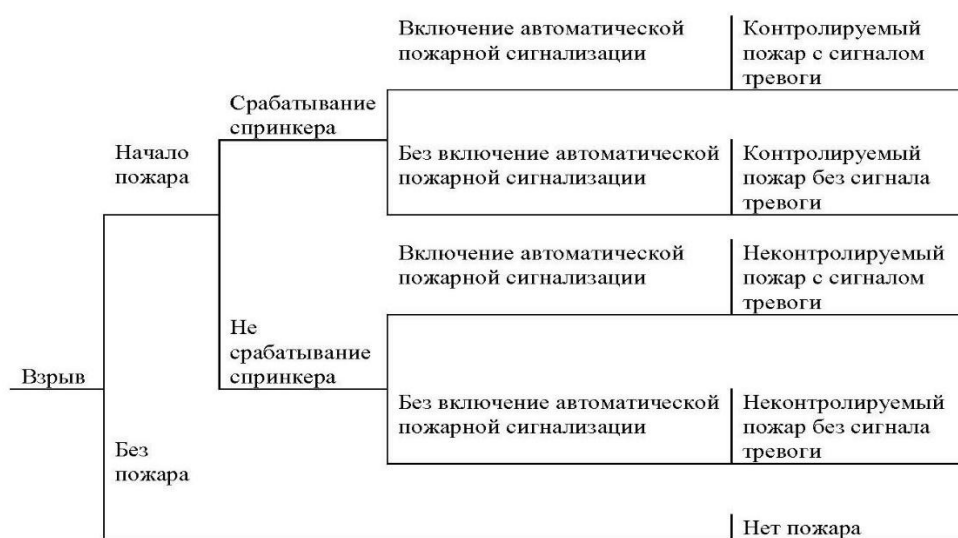 Включение автоматической
пожарной сигнализации
Контролируемый
пожар с сигналом
тревоги
Срабатывание
спринкера
Начало
пожара
Без включение автоматической
пожарной сигнализации
Контролируемый
пожар без сигнала
тревоги
Включение автоматической
пожарной сигнализации
Неконтролируемый
пожар с сигналом
тревоги
Не
срабатывание
спринкера
Взрыв
Без включение автоматической
пожарной сигнализации
Неконтролируемый
пожар без сигнала
тревоги
Без
пожара
Нет пожара